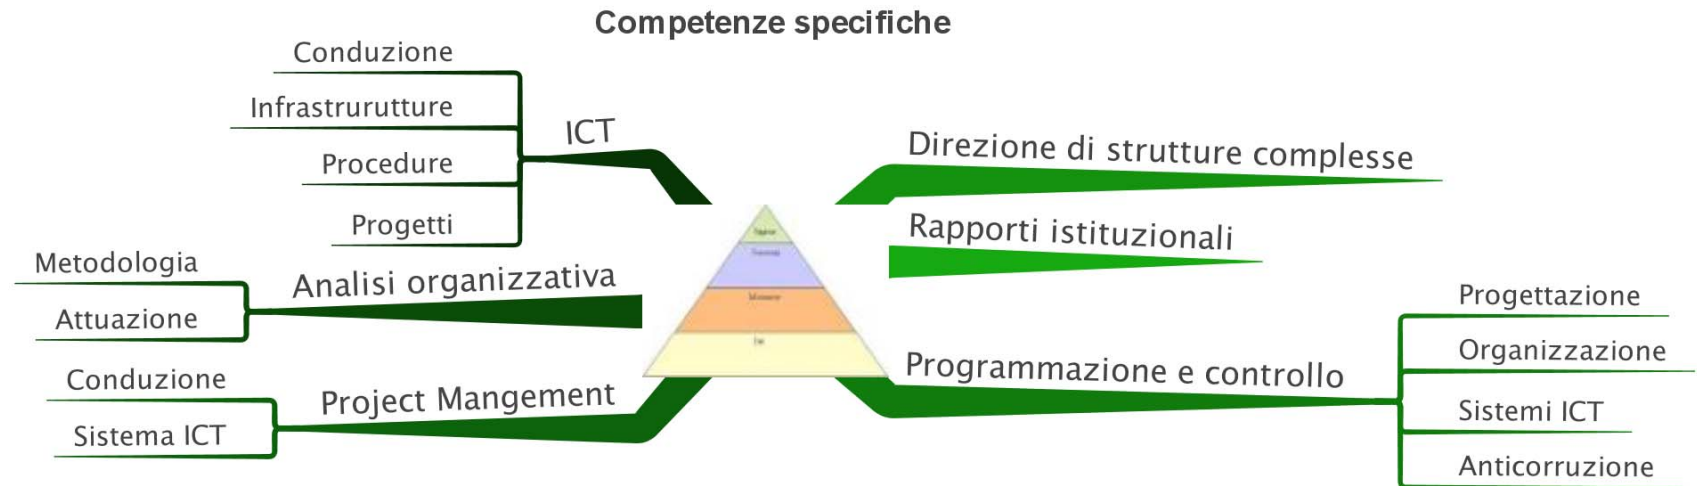 Competenze specifiche
Conduzione
Infrastrurutture
Procedure
Progetti
ICT
Metodologia
Attuazione
Analisi organizzativa
Conduzione
Sistema ICT
Project Mangement
Direzione di strutture complesse
Rapporti istituzionali
Programmazione e controllo
Progettazione
Organizzazione
Sistemi ICT
Anticorruzione